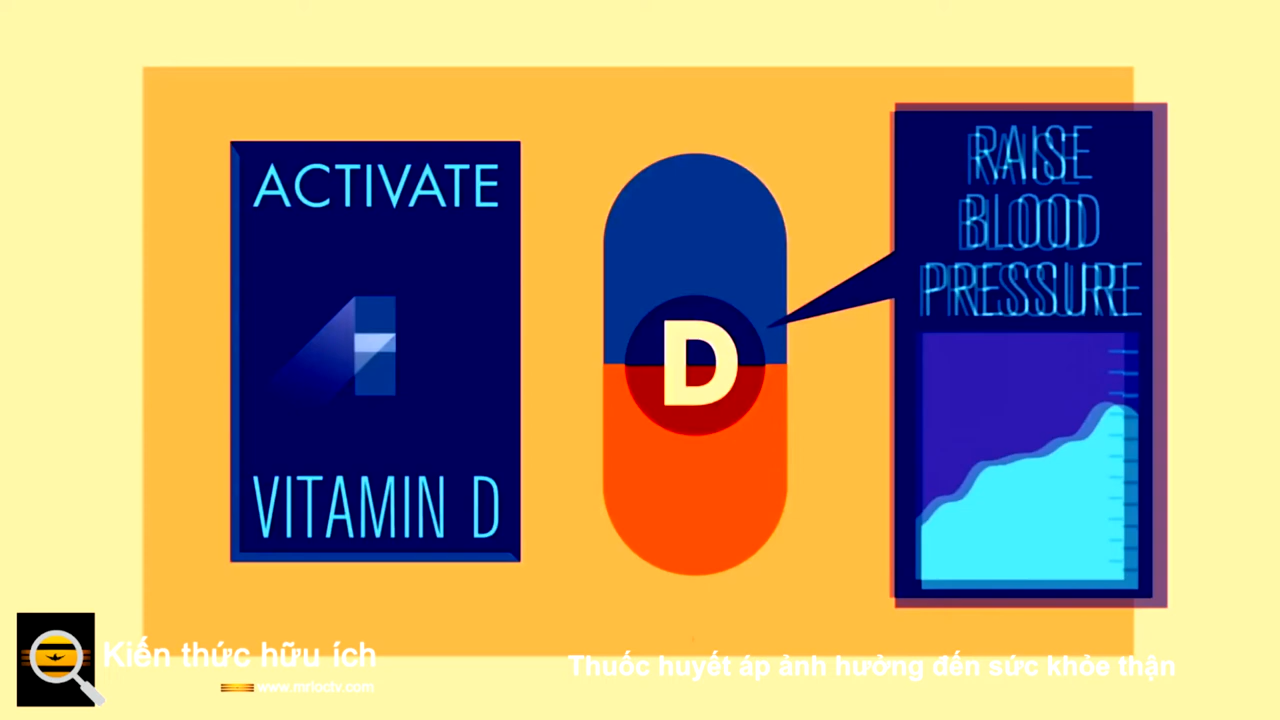 ACTIVATE
VITAMIN D
D
RAISE
BLOOD
PRESSURE
Kiến thức hữu ích
www.mrloctv.com
Thuốc huyết áp ảnh hưởng đến sức khỏe thận